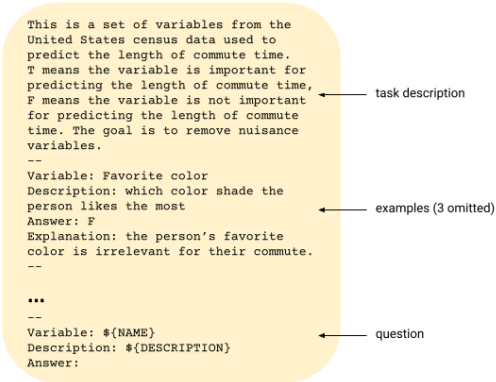 This is a set of variables from the
United States census data used to
predict the length of commute time.
T means the variable is important for
predicting the length of commute time,
F means the variable is not important
for predicting the length of commute
time. The goal is to remove nuisance
variables.
--
Variable: Favorite color
Description: which color shade the
person likes the most
Answer: F
Explanation: the person's favorite
color is irrelevant for their commute.
--
...
--
Variable: ${NAME}
Description: ${DESCRIPTION}
Answer:
task description
examples (3 omitted)
question